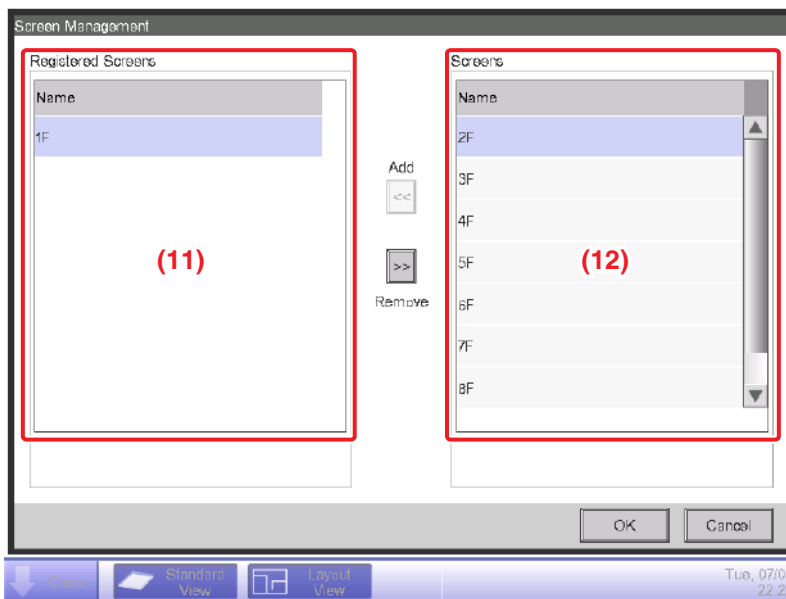 Screen Management
Registered Screens
Name
1F
(11)
Add
<<
>>
Remove
Screens
Name
2F
3F
4F
5F
6F
7F
8F
(12)
OK
Cancel
Close
Standard
View
Layout
View
Tue, 07/0
22:2